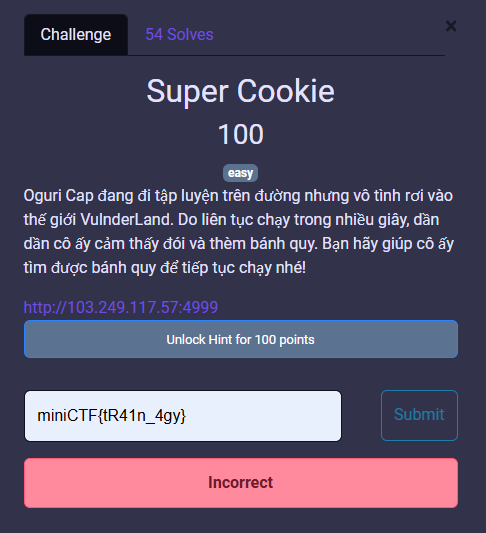 Challenge
54 Solves
×
Super Cookie
100
easy
Oguri Cap đang đi tập luyện trên đường nhưng vô tình rơi vào
thế giới VulnderLand. Do liên tục chạy trong nhiều giây, dần
dần cô ấy cảm thấy đói và thèm bánh quy. Bạn hãy giúp cô ấy
tìm được bánh quy để tiếp tục chạy nhé!
http://103.249.117.57:4999
Unlock Hint for 100 points
miniCTF{tR41n_4gy}
Submit
Incorrect